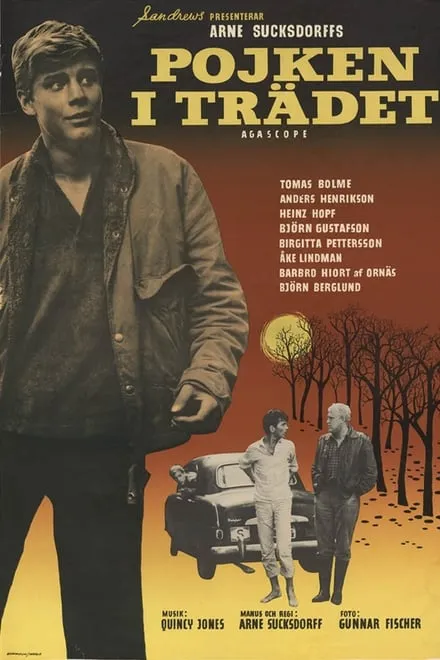 Sandrews PRESENTERAR
ARNE SUCKSDORFFS
POJKEN
I TRÄDET
AGASCOPE
TOMAS BOLME
ANDERS HENRIKSON
HEINZ HOPF
BJÖRN GUSTAFSON
BIRGITTA PETTERSSON
ÅKE LINDMAN
BARBRO HIORT af ORNÄS
BJÖRN BERGLUND
MUSIK:
QUINCY JONES
MANUS OCH REGI:
ARNE SUCKSDORFF
FOTO:
GUNNAR FISCHER